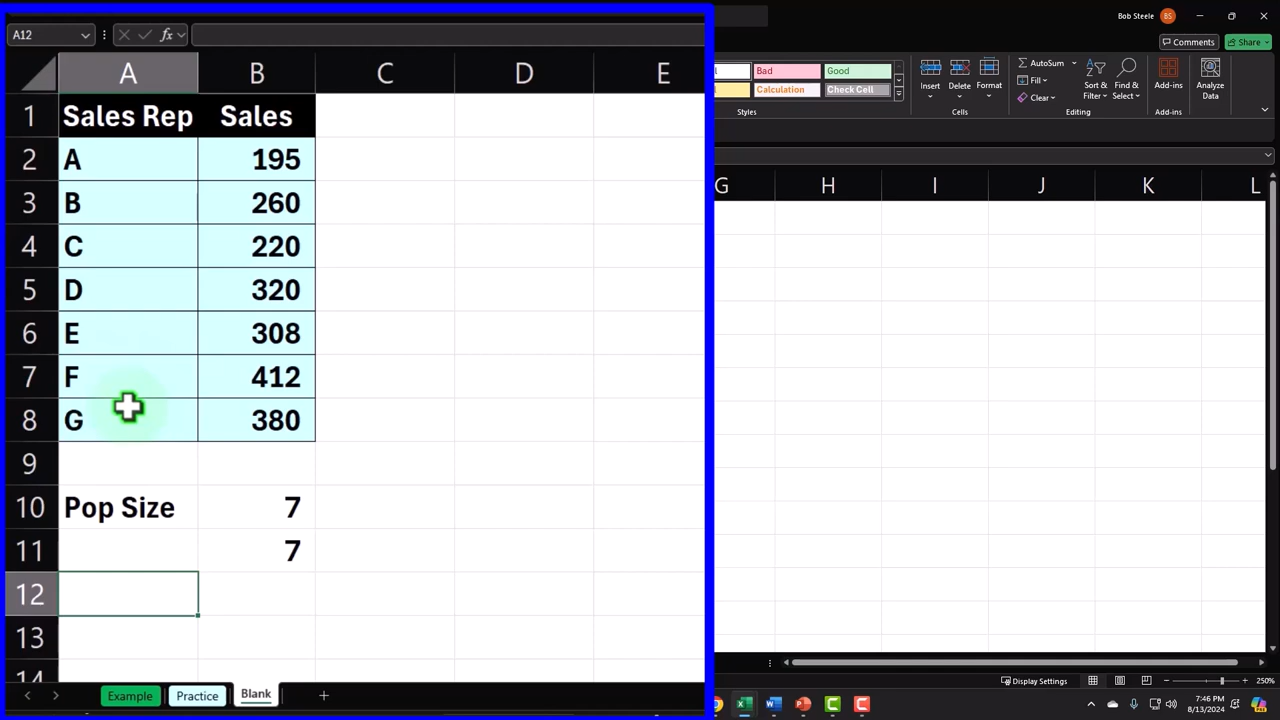 Bob Steele BS
A12 fx
Comments Share
Bad Good
Calculation Check Cell
Styles
Insert Delete Format
Cells
AutoSum
Fill
Clear
Sort &
Filter
Find &
Select
Editing
Add-ins
Add-ins
Analyze
Data
A B C D E G H I J K L
1 Sales Rep Sales
2 A 195
3 B 260
4 C 220
5 D 320
6 E 308
7 F 412
8 G 380
9
10 Pop Size 7
11 7
12
13
14
Example Practice Blank
Display Settings 250%
7:46 PM
8/13/2024